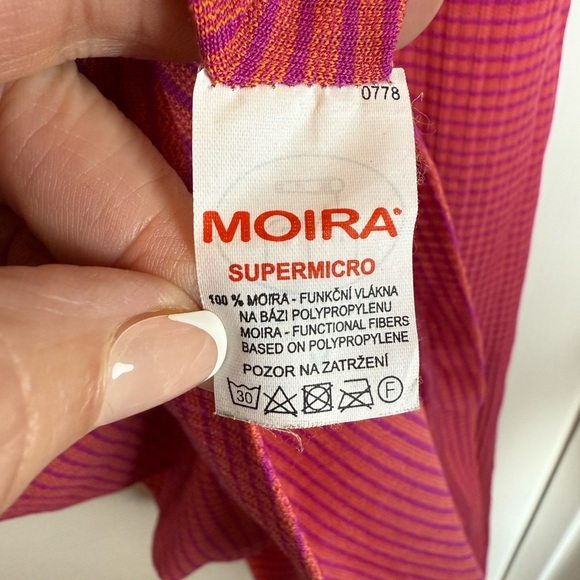 0778
MOIRA®
SUPERMICRO
100 % MOIRA - FUNKČNÍ VLÁKNA
NA BÁZI POLYPROPYLENU
MOIRA - FUNCTIONAL FIBERS
BASED ON POLYPROPYLENE
POZOR NA ZATRŽENÍ
30 F